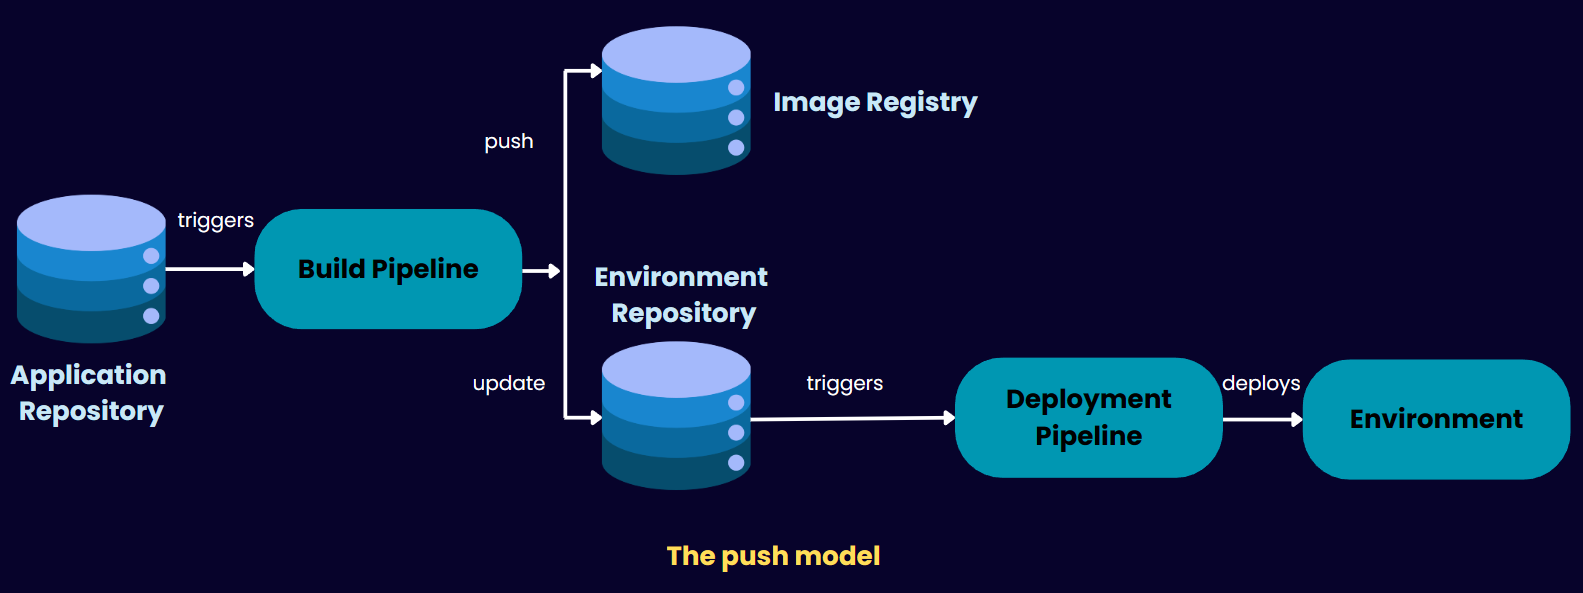 Image Registry
push
triggers
Build Pipeline
Application
Repository
Environment
Repository
update
triggers
Deployment
Pipeline
deploys
Environment
The push model